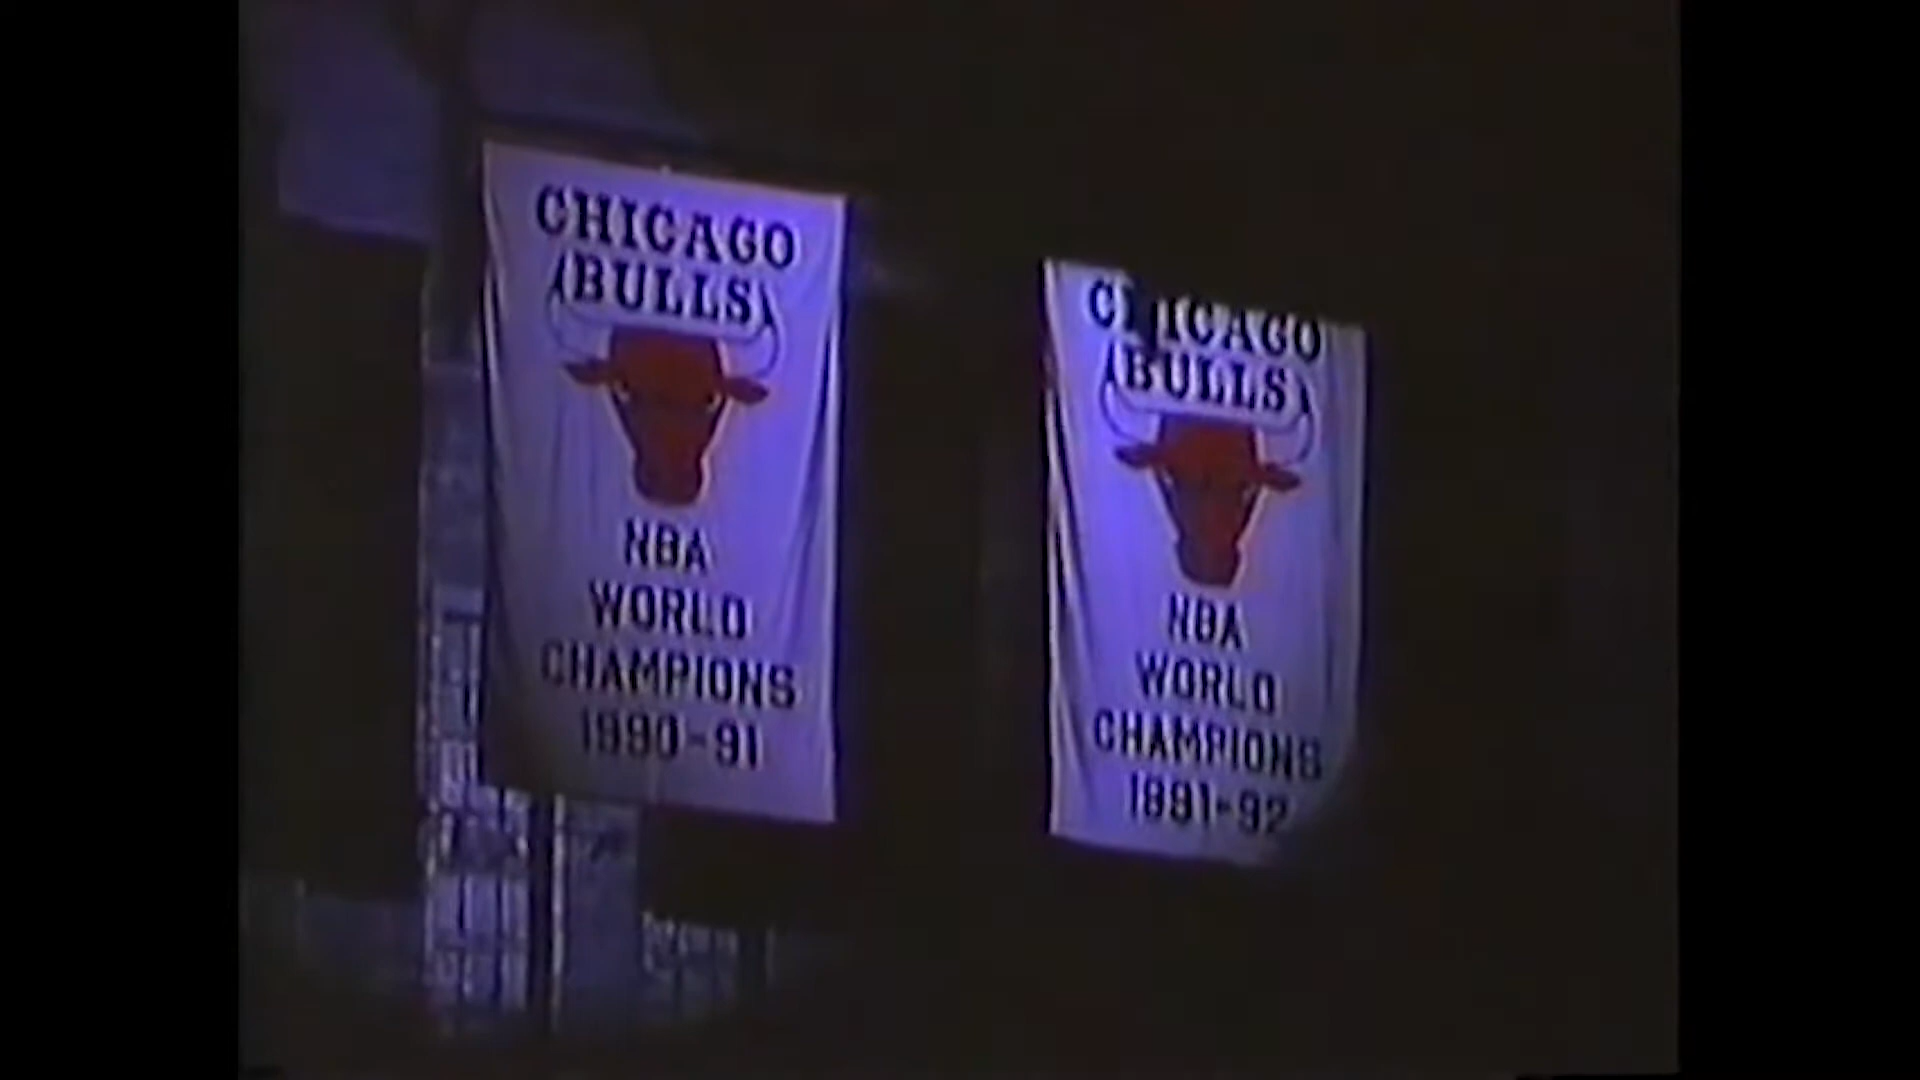 CHICAGO
BULLS
NBA
WORLD
CHAMPIONS
1990-91
CHICAGO
BULLS
NBA
WORLD
CHAMPIONS
1991-92